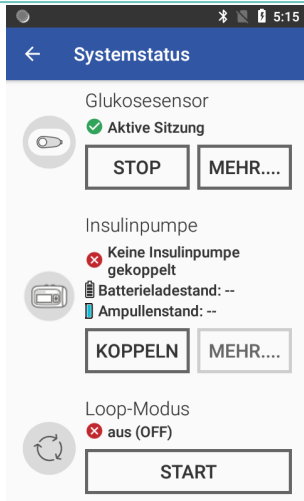 5:15
Systemstatus
Glukosesensor
Aktive Sitzung
STOP MEHR....
Insulinpumpe
Keine Insulinpumpe
gekoppelt
Batterieladestand: --
Ampullenstand: --
KOPPELN MEHR....
Loop-Modus
aus (OFF)
START